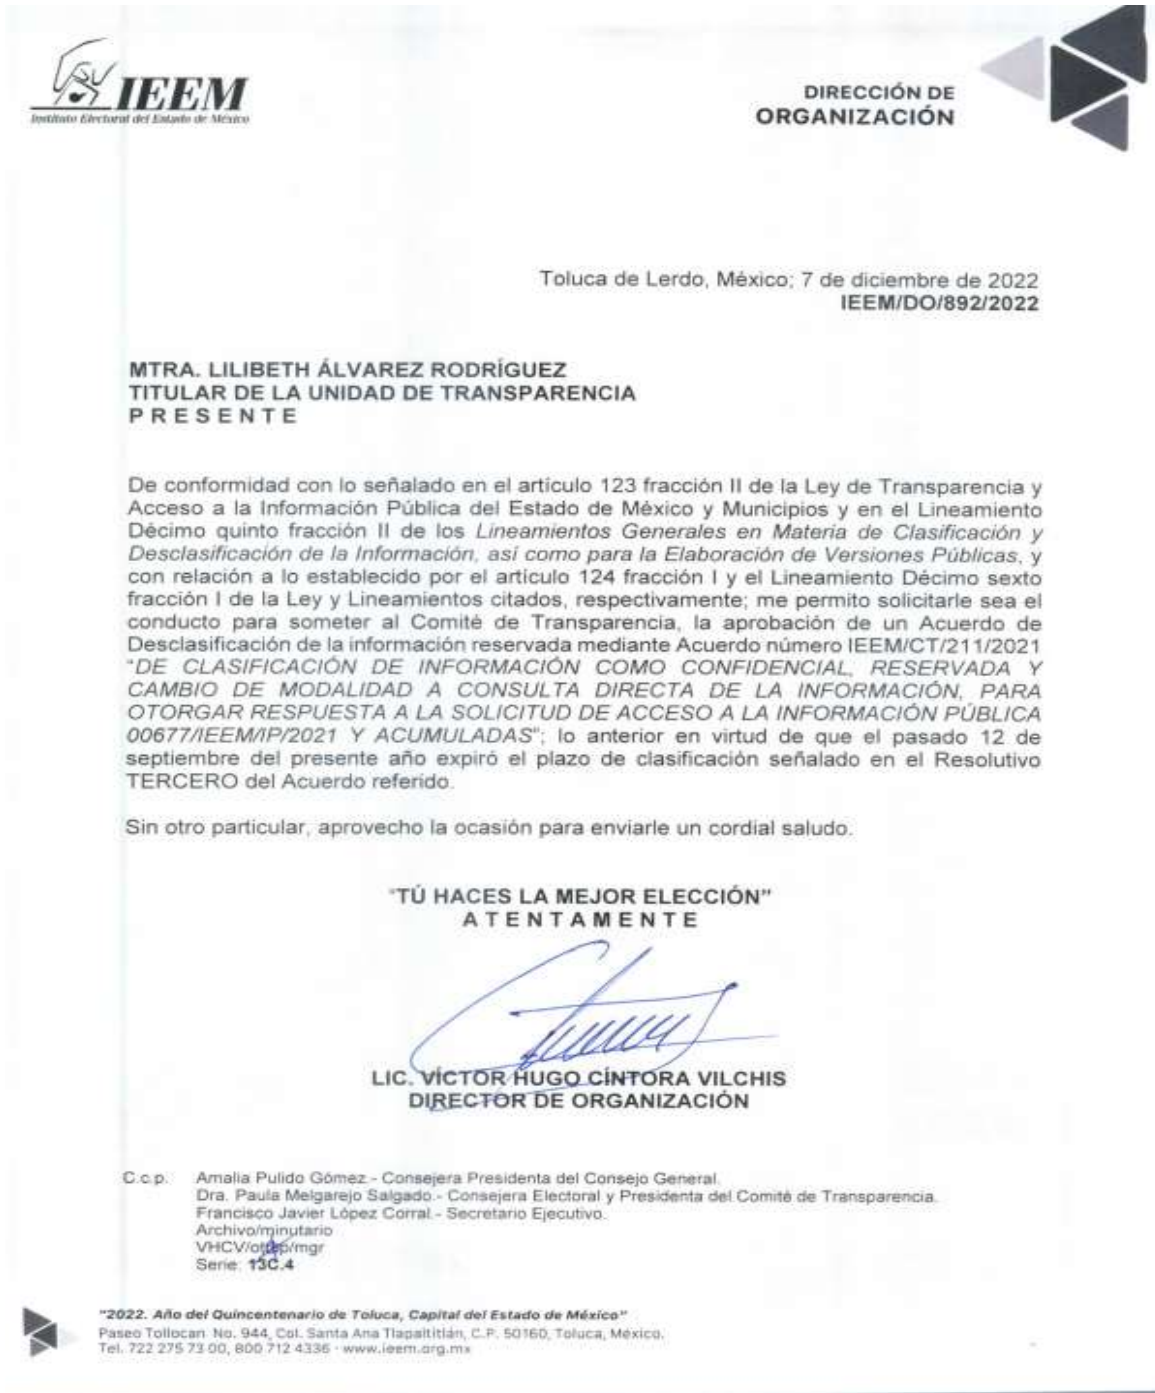 IEEM
Instituto Electoral del Estado de México
DIRECCIÓN DE
ORGANIZACIÓN
Toluca de Lerdo, México; 7 de diciembre de 2022
IEEM/DO/892/2022
MTRA. LILIBETH ÁLVAREZ RODRÍGUEZ
TITULAR DE LA UNIDAD DE TRANSPARENCIA
P R E S E N T E
De conformidad con lo señalado en el artículo 123 fracción II de la Ley de Transparencia y
Acceso a la Información Pública del Estado de México y Municipios y en el Lineamiento
Décimo quinto fracción II de los Lineamientos Generales en Materia de Clasificación y
Desclasificación de la Información, así como para la Elaboración de Versiones Públicas, y
con relación a lo establecido por el artículo 124 fracción I y el Lineamiento Décimo sexto
fracción I de la Ley y Lineamientos citados, respectivamente; me permito solicitarle sea el
conducto para someter al Comité de Transparencia, la aprobación de un Acuerdo de
Desclasificación de la información reservada mediante Acuerdo número IEEM/CT/211/2021
"DE CLASIFICACIÓN DE INFORMACIÓN COMO CONFIDENCIAL, RESERVADA Y
CAMBIO DE MODALIDAD A CONSULTA DIRECTA DE LA INFORMACIÓN, PARA
OTORGAR RESPUESTA A LA SOLICITUD DE ACCESO A LA INFORMACIÓN PÚBLICA
00677/IEEM/IP/2021 Y ACUMULADAS"; lo anterior en virtud de que el pasado 12 de
septiembre del presente año expiró el plazo de clasificación señalado en el Resolutivo
TERCERO del Acuerdo referido.
Sin otro particular, aprovecho la ocasión para enviarle un cordial saludo.
"TÚ HACES LA MEJOR ELECCIÓN"
A T E N T A M E N T E
LIC. VÍCTOR HUGO CÍNTORA VILCHIS
DIRECTOR DE ORGANIZACIÓN
C.c.p. Amalia Pulido Gómez.- Consejera Presidenta del Consejo General.
Dra. Paula Melgarejo Salgado.- Consejera Electoral y Presidenta del Comité de Transparencia.
Francisco Javier López Corral.- Secretario Ejecutivo.
Archivo/minutario
Serie: 13C.4
"2022. Año del Quincentenario de Toluca, Capital del Estado de México"
Paseo Tollocan No. 944, Col. Santa Ana Tlapaltitlán, C.P. 50160, Toluca, México.
Tel. 722 275 73 00, 800 712 4336 · www.ieem.org.mx